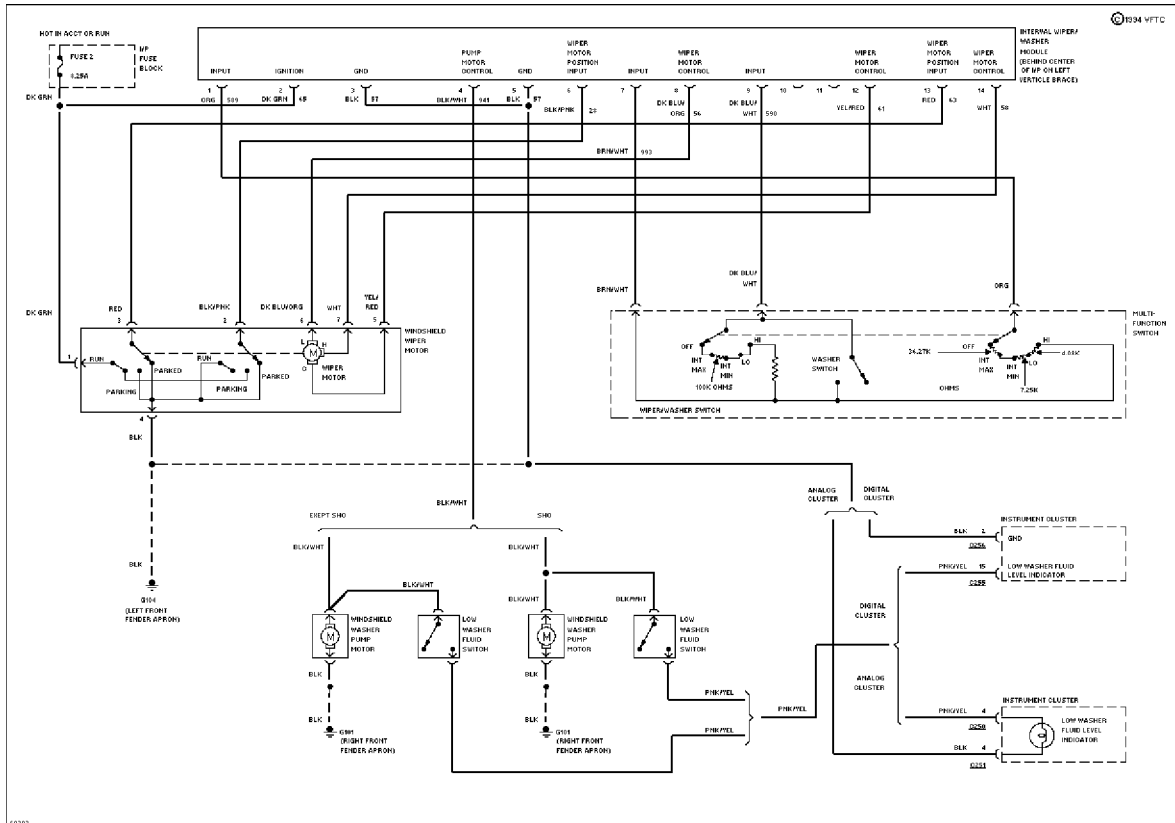 © 1994 VFTC
HOT IN ACCY OR RUN
FUSE 2
I/P
FUSE
BLOCK
DK GRN
INTERVAL WIPER/
WASHER
MODULE
(BEHIND CENTER
OF I/P ON LEFT
VERTICLE BRACE)
INPUT
IGNITION
GND
PUMP
MOTOR
CONTROL
GND
WIPER
MOTOR
POSITION
INPUT
INPUT
WIPER
MOTOR
CONTROL
INPUT
WIPER
MOTOR
CONTROL
WIPER
MOTOR
POSITION
INPUT
WIPER
MOTOR
CONTROL
1 2 3 4 5 6 7 8 9 10 11 12 13 14
ORG 589
DK GRN 65
BLK 57
BLK/WHT 941
BLK 57
BLK/PNK 28
BRN/WHT 993
DK BLU/
ORG 56
DK BLU/
WHT 590
YEL/RED 61
RED 63
WHT 58
DK GRN
RED
3
BLK/PNK
2
DK BLU/ORG
6
WHT
7
YEL/
RED
5
WINDSHIELD
WIPER
MOTOR
1
RUN
PARKED
PARKING
RUN
PARKED
PARKING
L
H
M
C
WIPER
MOTOR
4
BLK
BRN/WHT
DK BLU/
WHT
ORG
MULTI-
FUNCTION
SWITCH
OFF
INT
MAX
INT
MIN
LO
HI
100K OHMS
WASHER
SWITCH
36.27K
OFF
INT
MAX
INT
MIN
LO
HI
4.08K
7.25K
OHMS
WIPER/WASHER SWITCH
BLK
G104
(LEFT FRONT
FENDER APRON)
BLK/WHT
EXEPT SHO
SHO
BLK/WHT
BLK/WHT
BLK/WHT
BLK/WHT
BLK/WHT
M
WINDSHIELD
WASHER
PUMP
MOTOR
LOW
WASHER
FLUID
SWITCH
M
WINDSHIELD
WASHER
PUMP
MOTOR
LOW
WASHER
FLUID
SWITCH
BLK
BLK
G101
(RIGHT FRONT
FENDER APRON)
BLK
BLK
G101
(RIGHT FRONT
FENDER APRON)
PNK/YEL
PNK/YEL
PNK/YEL
ANALOG
CLUSTER
DIGITAL
CLUSTER
INSTRUMENT CLUSTER
BLK 2
GND
C256
PNK/YEL 15
C255
LOW WASHER FLUID
LEVEL INDICATOR
DIGITAL
CLUSTER
ANALOG
CLUSTER
INSTRUMENT CLUSTER
PNK/YEL 4
C250
BLK 4
C251
LOW WASHER
FLUID LEVEL
INDICATOR